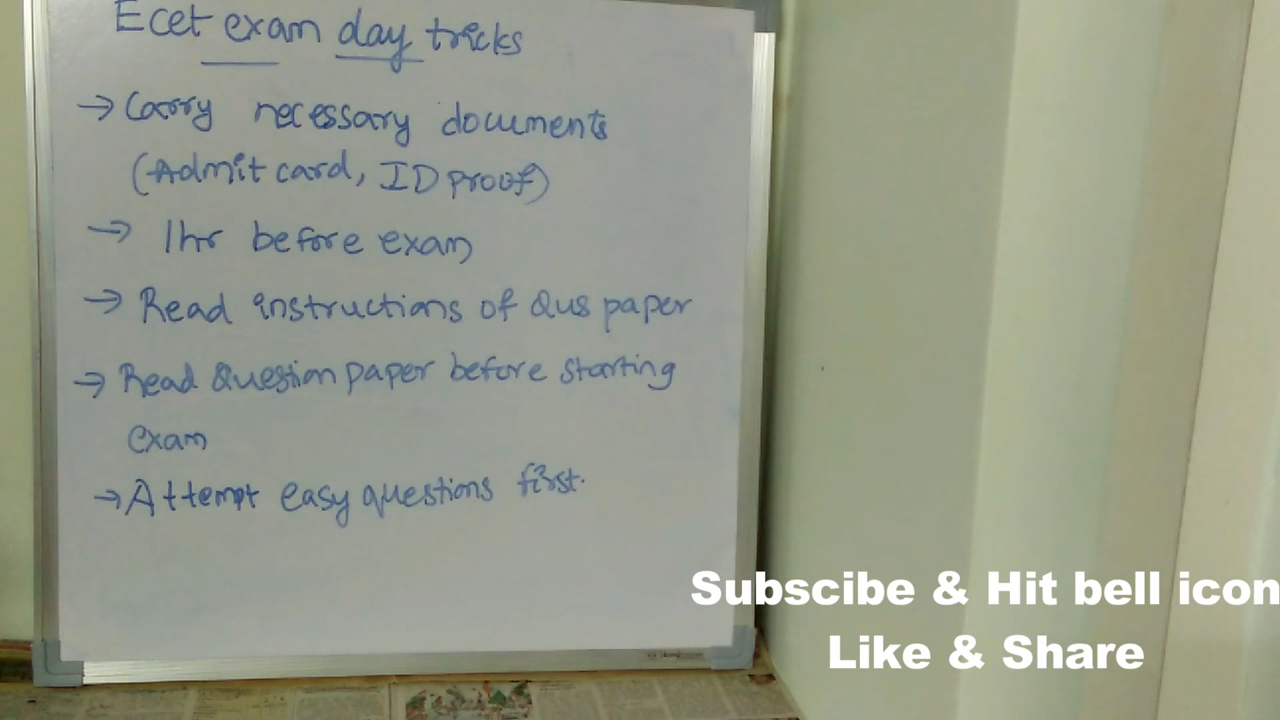 Ecet exam day tricks
→ Carry necessary documents
(Admit card, ID proof)
→ 1hr before exam
→ Read instructions of Qus paper
→ Read Question paper before starting
exam
→ Attempt easy questions first.
Subscibe & Hit bell icon
Like & Share